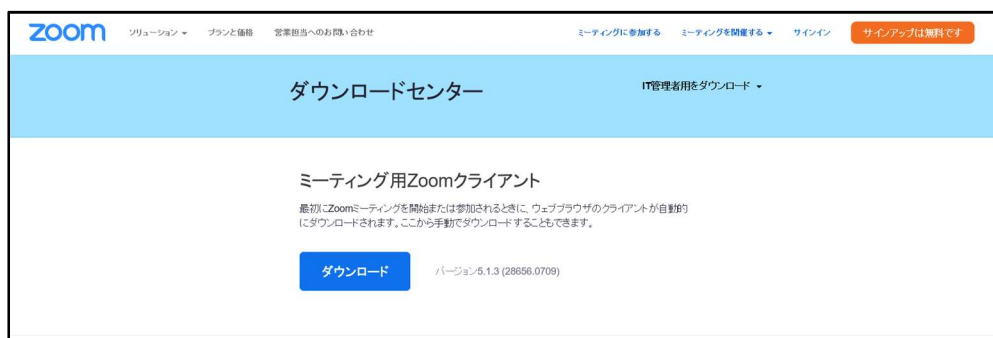 zoom ソリューション プランと価格 営業担当へのお問い合わせ ミーティングに参加する ミーティングを開催する サインイン サインアップは無料です
ダウンロードセンター IT管理者用をダウンロード
ミーティング用Zoomクライアント
最初にZoomミーティングを開始または参加されるときに、ウェブブラウザのクライアントが自動的
にダウンロードされます。ここから手動でダウンロードすることもできます。
ダウンロード バージョン5.1.3 (28656.0709)